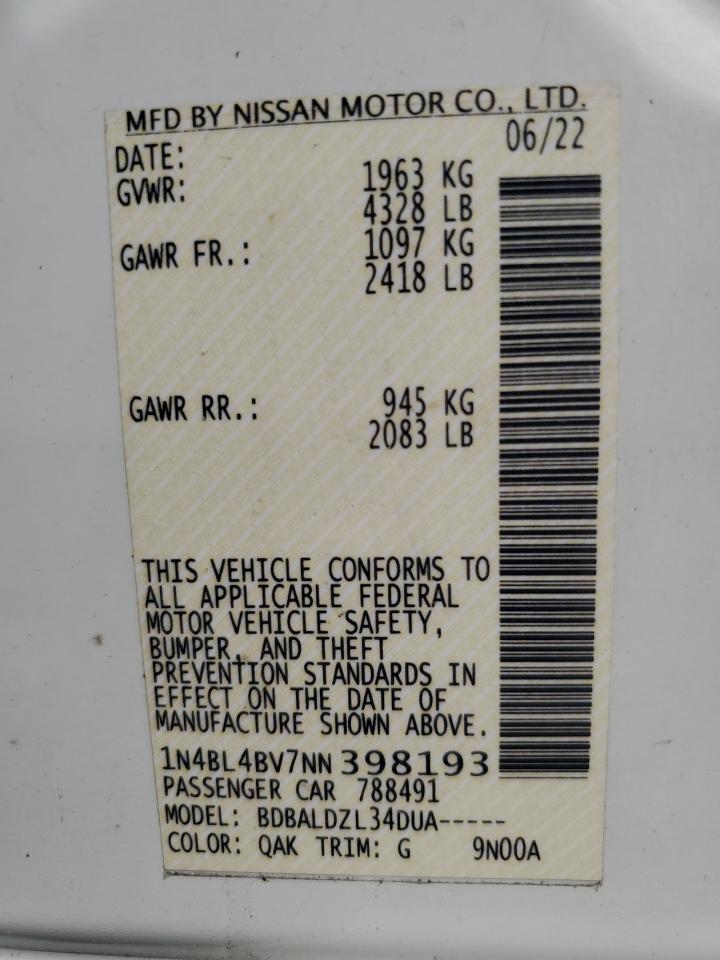 MFD BY NISSAN MOTOR CO., LTD.
DATE: 06/22
GVWR: 1963 KG
4328 LB
GAWR FR.: 1097 KG
2418 LB
GAWR RR.: 945 KG
2083 LB
THIS VEHICLE CONFORMS TO
ALL APPLICABLE FEDERAL
MOTOR VEHICLE SAFETY,
BUMPER, AND THEFT
PREVENTION STANDARDS IN
EFFECT ON THE DATE OF
MANUFACTURE SHOWN ABOVE.
1N4BL4BV7NN398193
PASSENGER CAR 788491
MODEL: BDBALDZL34DUA-----
COLOR: QAK TRIM: G 9N00A